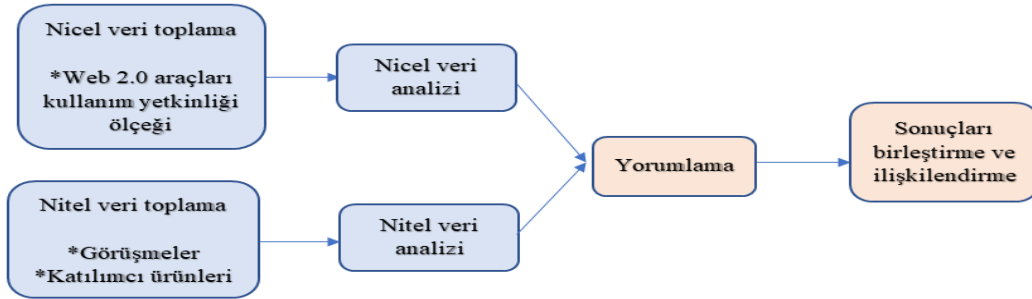 Nicel veri toplama
*Web 2.0 araçları
kullanım yetkinliği
ölçeği
Nicel veri
analizi
Nitel veri toplama
*Görüşmeler
*Katılımcı ürünleri
Nitel veri
analizi
Yorumlama
Sonuçları
birleştirme ve
ilişkilendirme